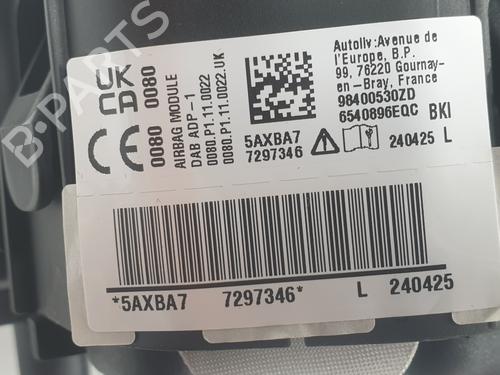 B-PARTS
UK
CA
0080
CE
0080
AIRBAG MODULE
DAB ADP-1
0080.P1.11.0022
0080.P1.11.0022.UK
5AXBA7
7297346
Autoliv:Avenue de
l'Europe, B.P.
99, 76220 Gournay-
en-Bray, France
98400530ZD
6540896EQC BKI
240425 L
*5AXBA7 7297346* L 240425